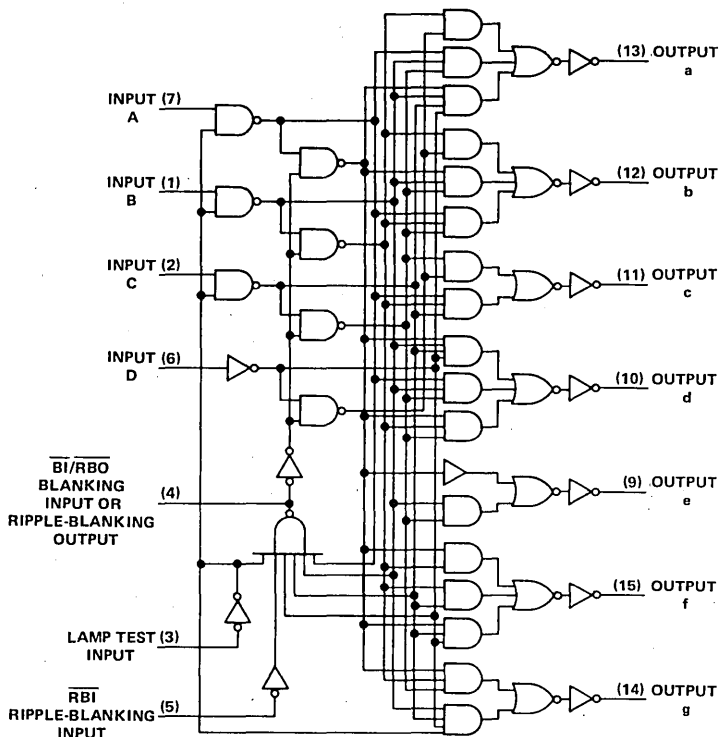 INPUT (7)
A
INPUT (1)
B
INPUT (2)
C
INPUT (6)
D
BI/RBO
BLANKING (4)
INPUT OR
RIPPLE-BLANKING
OUTPUT
LAMP TEST (3)
INPUT
RBI
RIPPLE-BLANKING (5)
INPUT
(13) OUTPUT
a
(12) OUTPUT
b
(11) OUTPUT
c
(10) OUTPUT
d
(9) OUTPUT
e
(15) OUTPUT
f
(14) OUTPUT
g